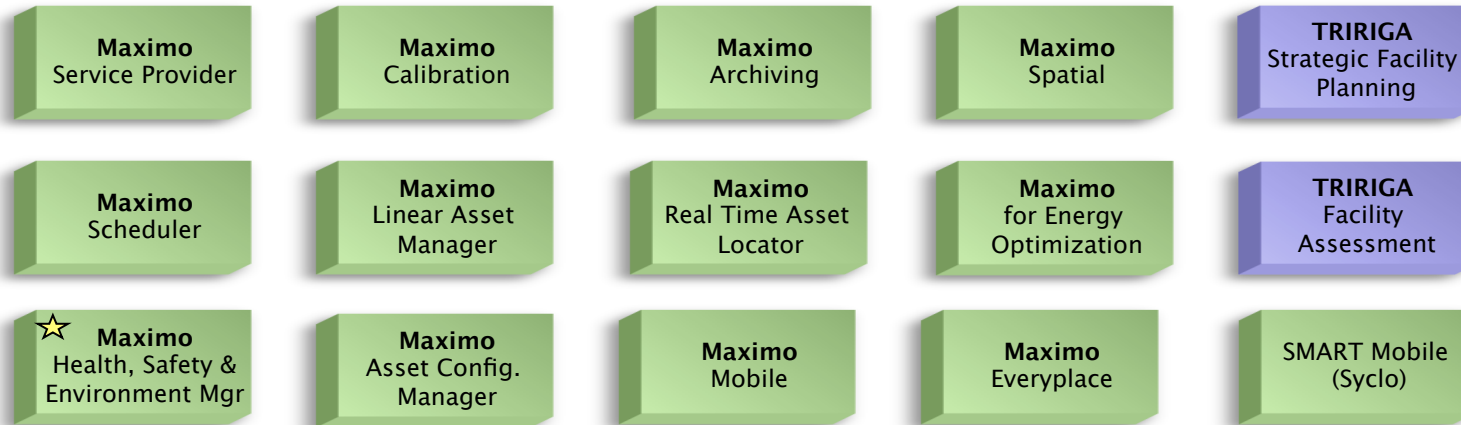 Maximo
Service Provider
Maximo
Calibration
Maximo
Archiving
Maximo
Spatial
TRIRIGA
Strategic Facility
Planning
Maximo
Scheduler
Maximo
Linear Asset
Manager
Maximo
Real Time Asset
Locator
Maximo
for Energy
Optimization
TRIRIGA
Facility
Assessment
Maximo
Health, Safety &
Environment Mgr
Maximo
Asset Config.
Manager
Maximo
Mobile
Maximo
Everyplace
SMART Mobile
(Syclo)